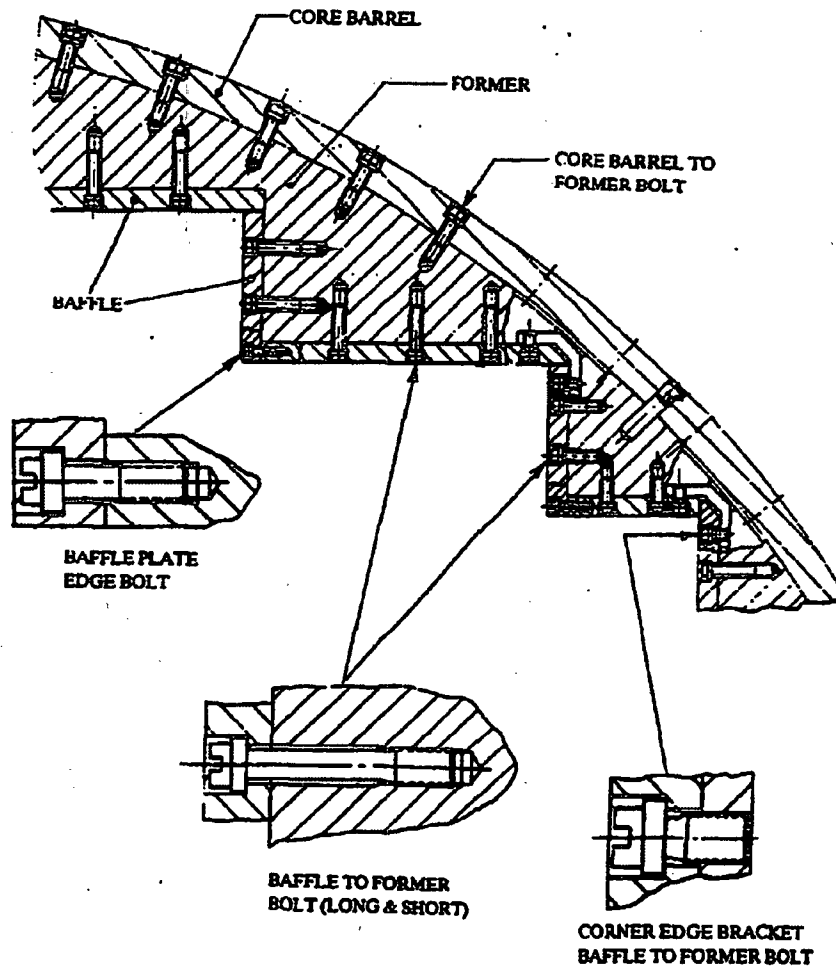 CORE BARREL
FORMER
CORE BARREL TO
FORMER BOLT
BAFFLE
BAFFLE PLATE
EDGE BOLT
BAFFLE TO FORMER
BOLT (LONG & SHORT)
CORNER EDGE BRACKET
BAFFLE TO FORMER BOLT